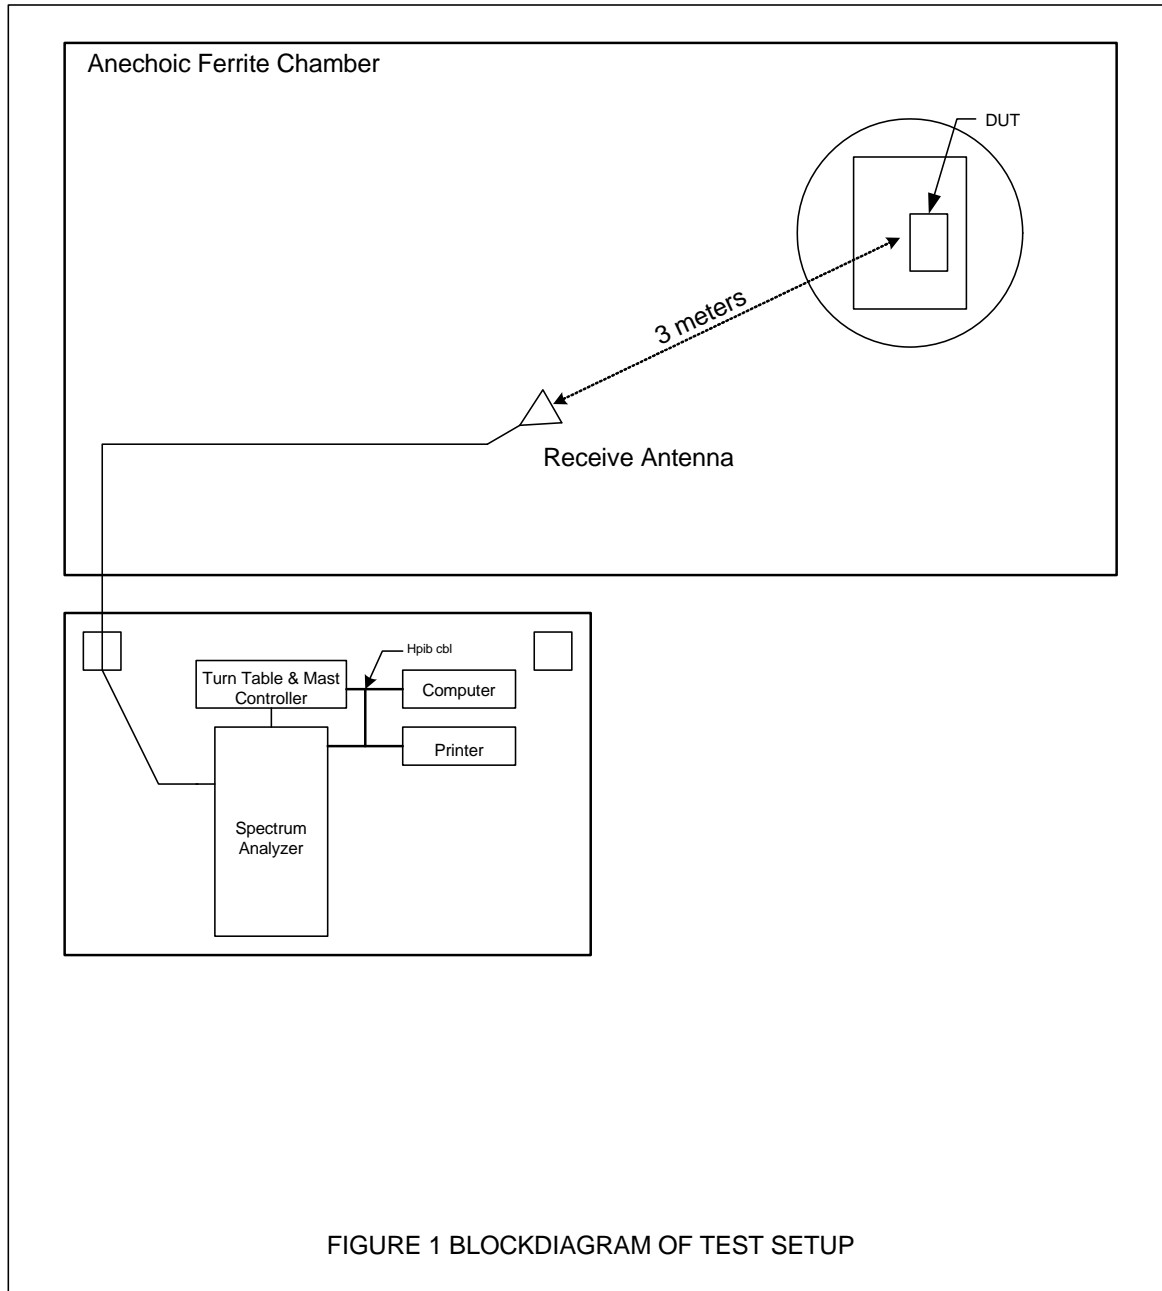 Anechoic Ferrite Chamber
DUT
3 meters
Receive Antenna
Hpib cbl
Turn Table & Mast
Controller
Computer
Printer
Spectrum
Analyzer
FIGURE 1 BLOCKDIAGRAM OF TEST SETUP